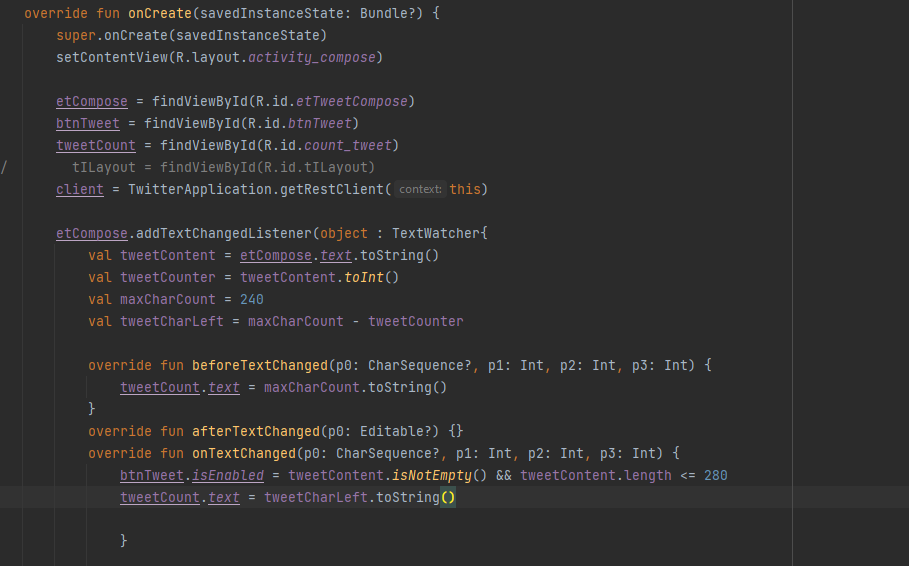 override fun onCreate(savedInstanceState: Bundle?) {
super.onCreate(savedInstanceState)
setContentView(R.layout.activity_compose)
etCompose = findViewById(R.id.etTweetCompose)
btnTweet = findViewById(R.id.btnTweet)
tweetCount = findViewById(R.id.count_tweet)
/ tILayout = findViewById(R.id.tILayout)
client = TwitterApplication.getRestClient( context: this)
etCompose.addTextChangedListener(object : TextWatcher{
val tweetContent = etCompose.text.toString()
val tweetCounter = tweetContent.toInt()
val maxCharCount = 240
val tweetCharLeft = maxCharCount - tweetCounter
override fun beforeTextChanged(p0: CharSequence?, p1: Int, p2: Int, p3: Int) {
tweetCount.text = maxCharCount.toString()
}
override fun afterTextChanged(p0: Editable?) {}
override fun onTextChanged(p0: CharSequence?, p1: Int, p2: Int, p3: Int) {
btnTweet.isEnabled = tweetContent.isNotEmpty() && tweetContent.length <= 280
tweetCount.text = tweetCharLeft.toString()
}